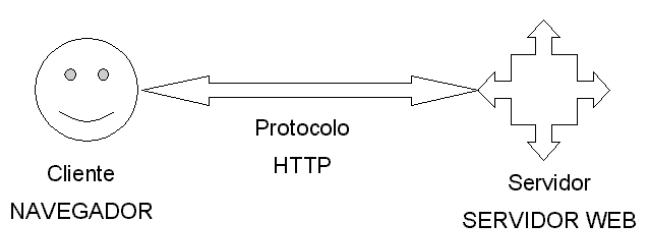 Protocolo
HTTP
Cliente
NAVEGADOR
Servidor
SERVIDOR WEB